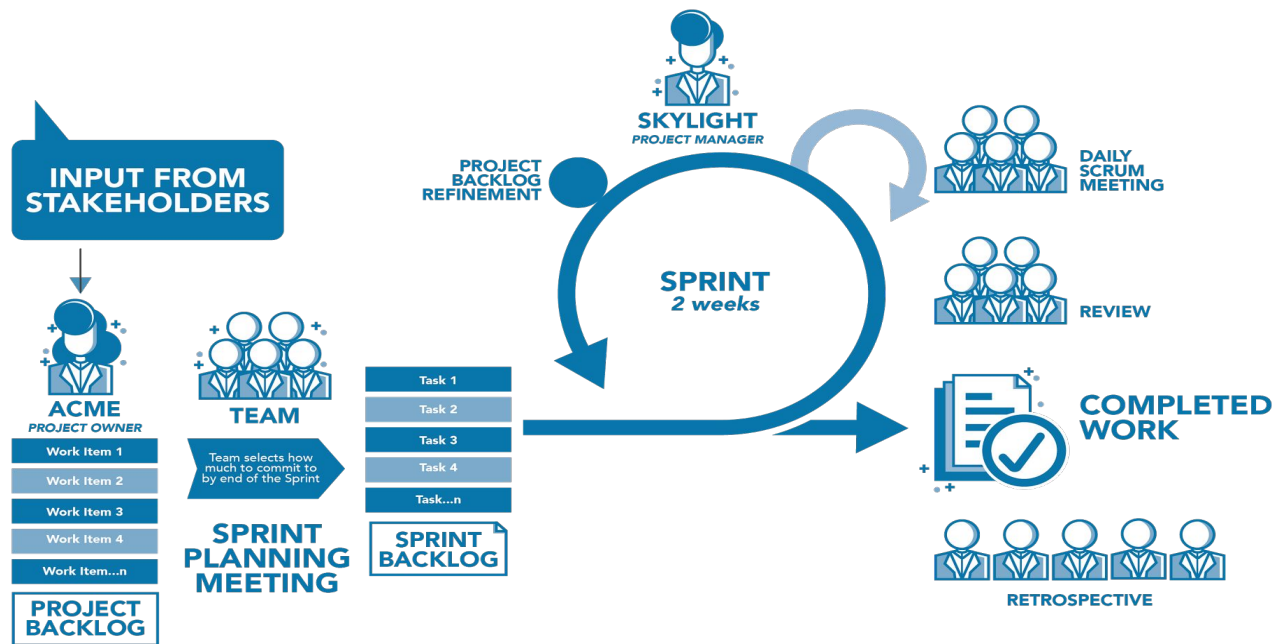 INPUT FROM
STAKEHOLDERS
ACME
PROJECT OWNER
Work Item 1
Work Item 2
Work Item 3
Work Item 4
Work Item...n
PROJECT
BACKLOG
TEAM
Team selects how
much to commit to
by end of the Sprint
SPRINT
PLANNING
MEETING
Task 1
Task 2
Task 3
Task 4
Task...n
SPRINT
BACKLOG
SKYLIGHT
PROJECT MANAGER
PROJECT
BACKLOG
REFINEMENT
SPRINT
2 weeks
DAILY
SCRUM
MEETING
REVIEW
COMPLETED
WORK
RETROSPECTIVE